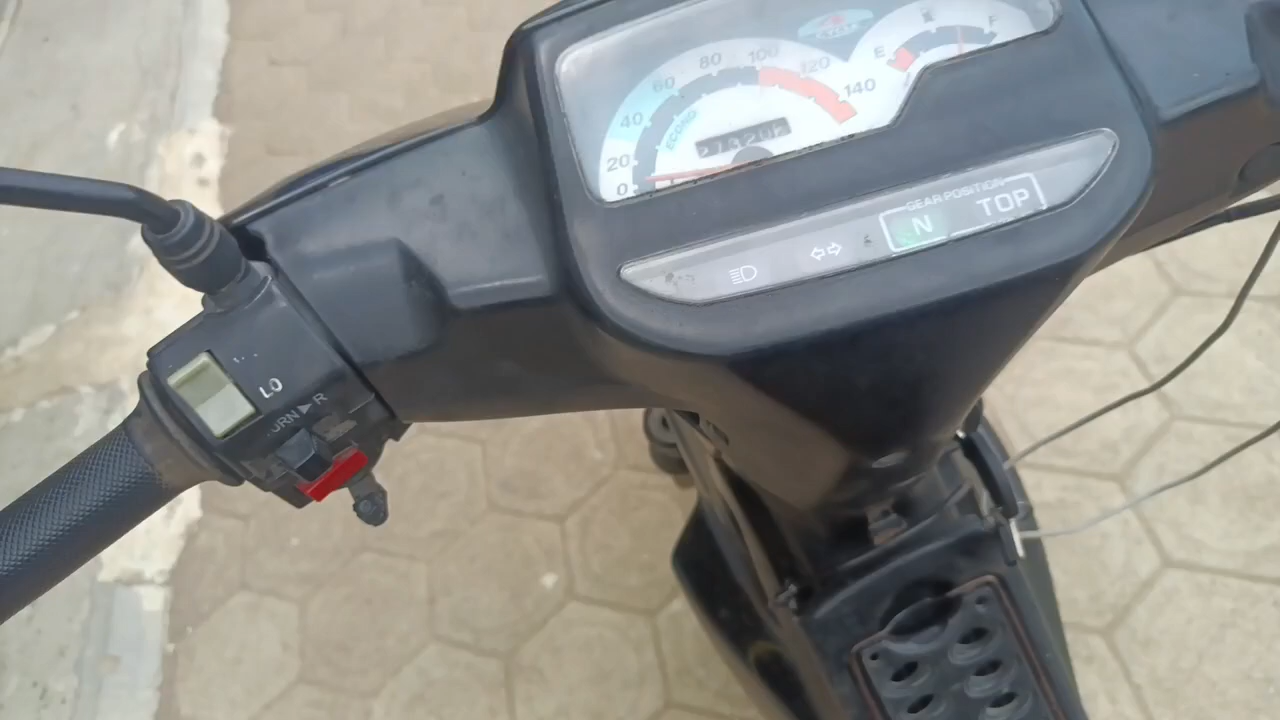 0
20
40
60
80
100
120
140
ECONO
E
F
GEAR POSITION
N TOP
LO
URN ▶ R